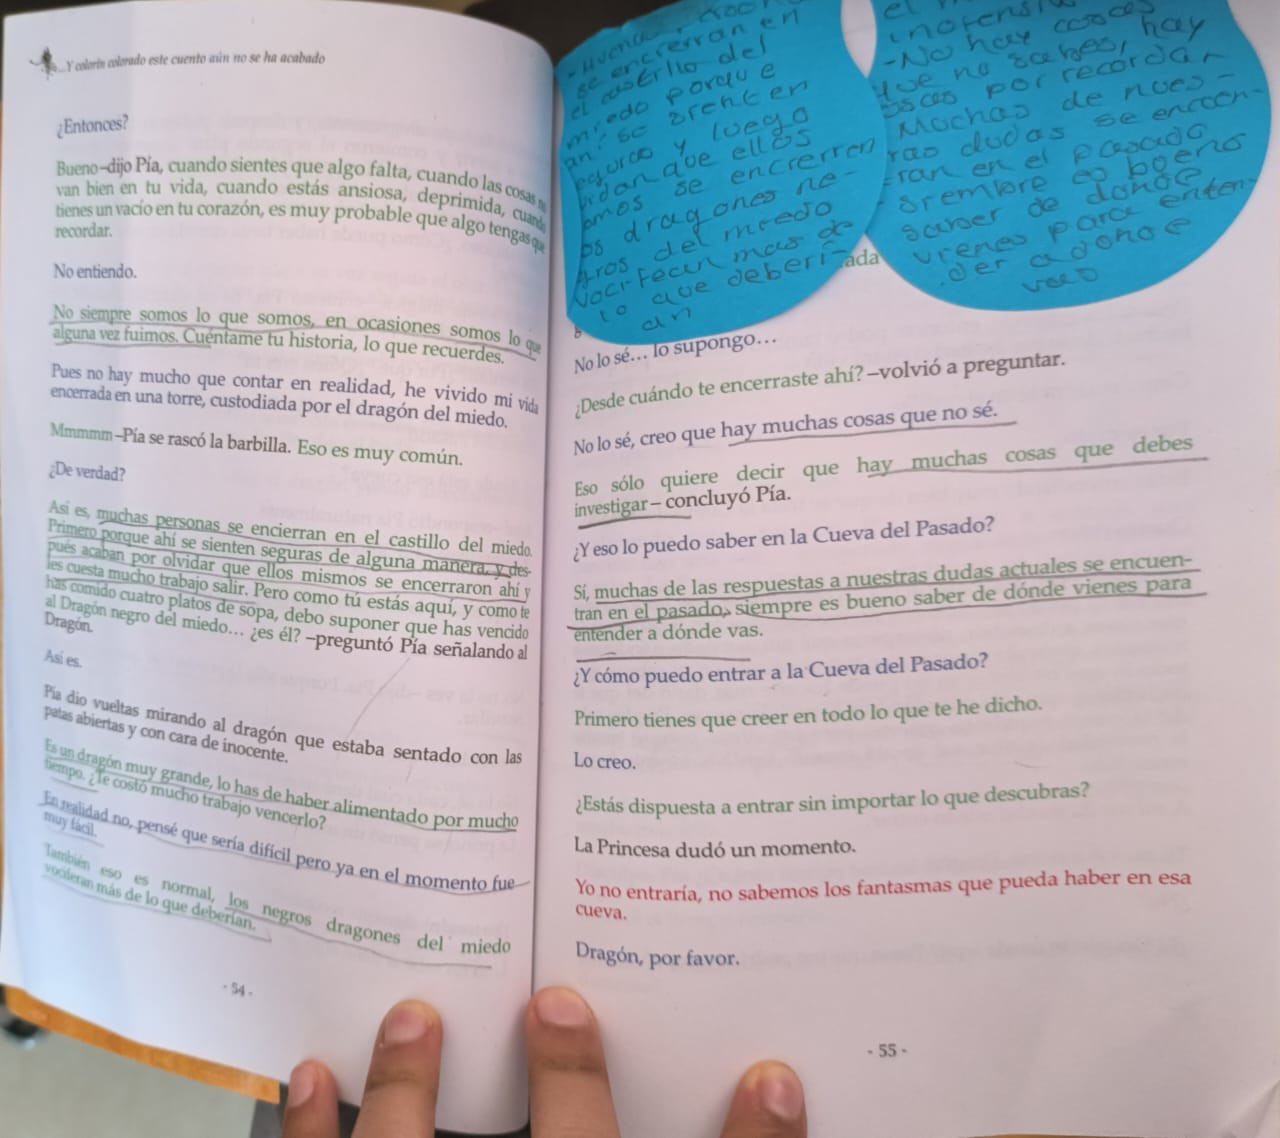 ...Y colorín colorado este cuento aún no se ha acabado
¿Entonces?
Bueno –dijo Pía, cuando sientes que algo falta, cuando las cosas no
van bien en tu vida, cuando estás ansiosa, deprimida, cuando
tienes un vacío en tu corazón, es muy probable que algo tengas que
recordar.
No entiendo.
No siempre somos lo que somos, en ocasiones somos lo que
alguna vez fuimos. Cuéntame tu historia, lo que recuerdes.
Pues no hay mucho que contar en realidad, he vivido mi vida
encerrada en una torre, custodiada por el dragón del miedo.
Mmmmm –Pía se rascó la barbilla. Eso es muy común.
¿De verdad?
Así es, muchas personas se encierran en el castillo del miedo.
Primero porque ahí se sienten seguras de alguna manera, y des-
pués acaban por olvidar que ellos mismos se encerraron ahí y
les cuesta mucho trabajo salir. Pero como tú estás aquí, y como te
has comido cuatro platos de sopa, debo suponer que has vencido
al Dragón negro del miedo... ¿es él? –preguntó Pía señalando al
Dragón.
Así es.
Pía dio vueltas mirando al dragón que estaba sentado con las
patas abiertas y con cara de inocente.
Es un dragón muy grande, lo has de haber alimentado por mucho
tiempo. ¿Te costó mucho trabajo vencerlo?
En realidad no, pensé que sería difícil pero ya en el momento fue
muy fácil.
También eso es normal, los negros dragones del miedo
vociferan más de lo que deberían.
- 54 -
se encierran en
el castillo del
miedo porque
se sienten
y luego
que ellos
se encierren
dragones ne-
gros del miedo
vociferan mas de
lo que deberi
an
el
inofensi
- No hay cosas
que no sabes, hay
cosas por recordar
Muchas de nues-
tras dudas se encuen-
tran en el pasado
siempre es bueno
saber de donde
vienes para enten-
der a donde
vas
ada
No lo sé... lo supongo...
¿Desde cuándo te encerraste ahí? –volvió a preguntar.
No lo sé, creo que hay muchas cosas que no sé.
Eso sólo quiere decir que hay muchas cosas que debes
investigar – concluyó Pía.
¿Y eso lo puedo saber en la Cueva del Pasado?
Sí, muchas de las respuestas a nuestras dudas actuales se encuen-
tran en el pasado, siempre es bueno saber de dónde vienes para
entender a dónde vas.
¿Y cómo puedo entrar a la Cueva del Pasado?
Primero tienes que creer en todo lo que te he dicho.
Lo creo.
¿Estás dispuesta a entrar sin importar lo que descubras?
La Princesa dudó un momento.
Yo no entraría, no sabemos los fantasmas que pueda haber en esa
cueva.
Dragón, por favor.
- 55 -